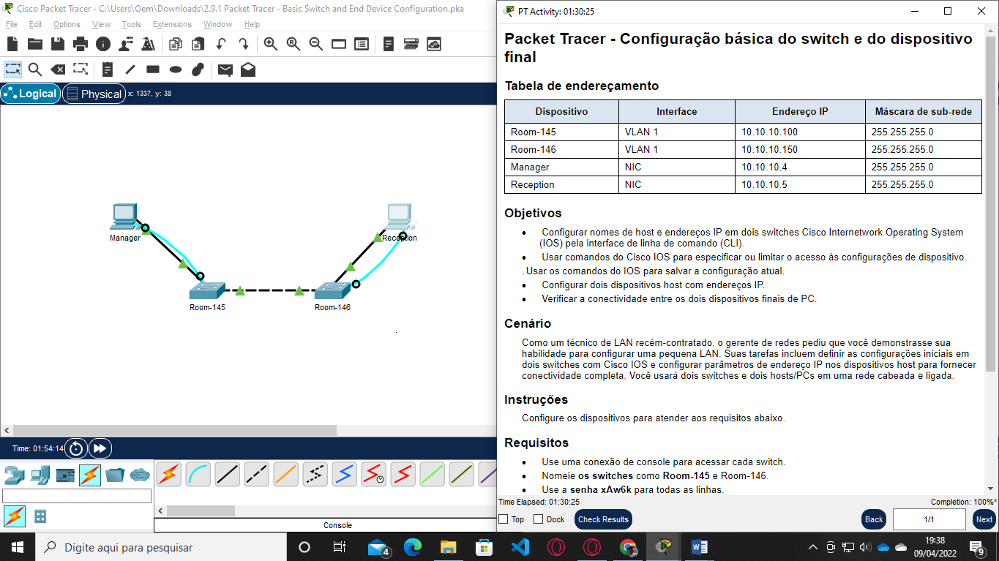 Cisco Packet Tracer - C:\Users\Oem\Downloads\2.9.1 Packet Tracer - Basic Switch and End Device Configuration.pka
File Edit Options View Tools Extensions Window Help
Logical Physical x: 1337, y: 38
Manager
Reception
Room-145
Room-146
Time: 01:54:14
Console
PT Activity: 01:30:25
Packet Tracer - Configuração básica do switch e do dispositivo
final
Tabela de endereçamento
Dispositivo Interface Endereço IP Máscara de sub-rede
Room-145 VLAN 1 10.10.10.100 255.255.255.0
Room-146 VLAN 1 10.10.10.150 255.255.255.0
Manager NIC 10.10.10.4 255.255.255.0
Reception NIC 10.10.10.5 255.255.255.0
Objetivos
• Configurar nomes de host e endereços IP em dois switches Cisco Internetwork Operating System
(IOS) pela interface de linha de comando (CLI).
• Usar comandos do Cisco IOS para especificar ou limitar o acesso às configurações de dispositivo.
. Usar os comandos do IOS para salvar a configuração atual.
• Configurar dois dispositivos host com endereços IP.
• Verificar a conectividade entre os dois dispositivos finais de PC.
Cenário
Como um técnico de LAN recém-contratado, o gerente de redes pediu que você demonstrasse sua
habilidade para configurar uma pequena LAN. Suas tarefas incluem definir as configurações iniciais em
dois switches com Cisco IOS e configurar parâmetros de endereço IP nos dispositivos host para fornecer
conectividade completa. Você usará dois switches e dois hosts/PCs em uma rede cabeada e ligada.
Instruções
Configure os dispositivos para atender aos requisitos abaixo.
Requisitos
• Use uma conexão de console para acessar cada switch.
• Nomeie os switches como Room-145 e Room-146.
• Use a senha xAw6k para todas as linhas.
Time Elapsed: 01:30:25 Completion: 100%*
Top Dock Check Results Back 1/1 Next
Digite aqui para pesquisar
4
19:38
09/04/2022
9